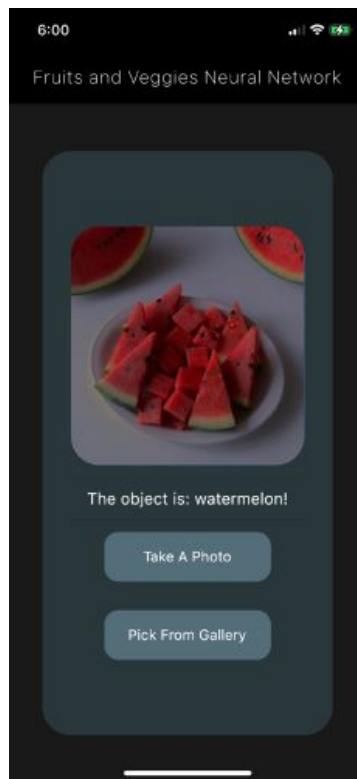 6:00
Fruits and Veggies Neural Network
The object is: watermelon!
Take A Photo
Pick From Gallery